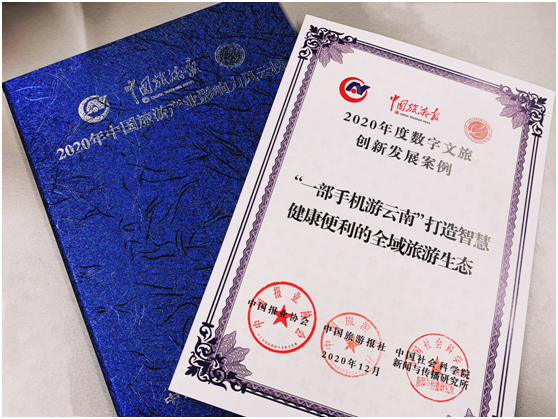 中国旅游报
2020年中国旅游产业影响力风云榜
中国旅游报
2020年度数字文旅
创新发展案例
“一部手机游云南”打造智慧
健康便利的全域旅游生态
中国报业协会
中国旅游报社
2020年12月
中国社会科学院
新闻与传播研究所